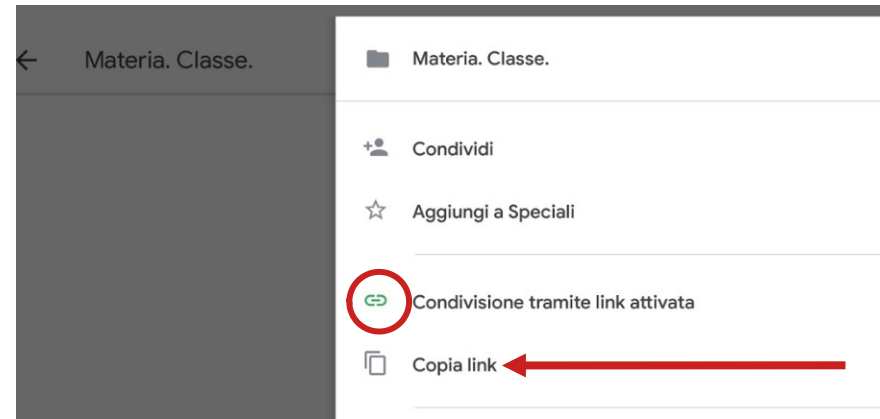 Materia. Classe.
Materia. Classe.
Condividi
Aggiungi a Speciali
Condivisione tramite link attivata
Copia link